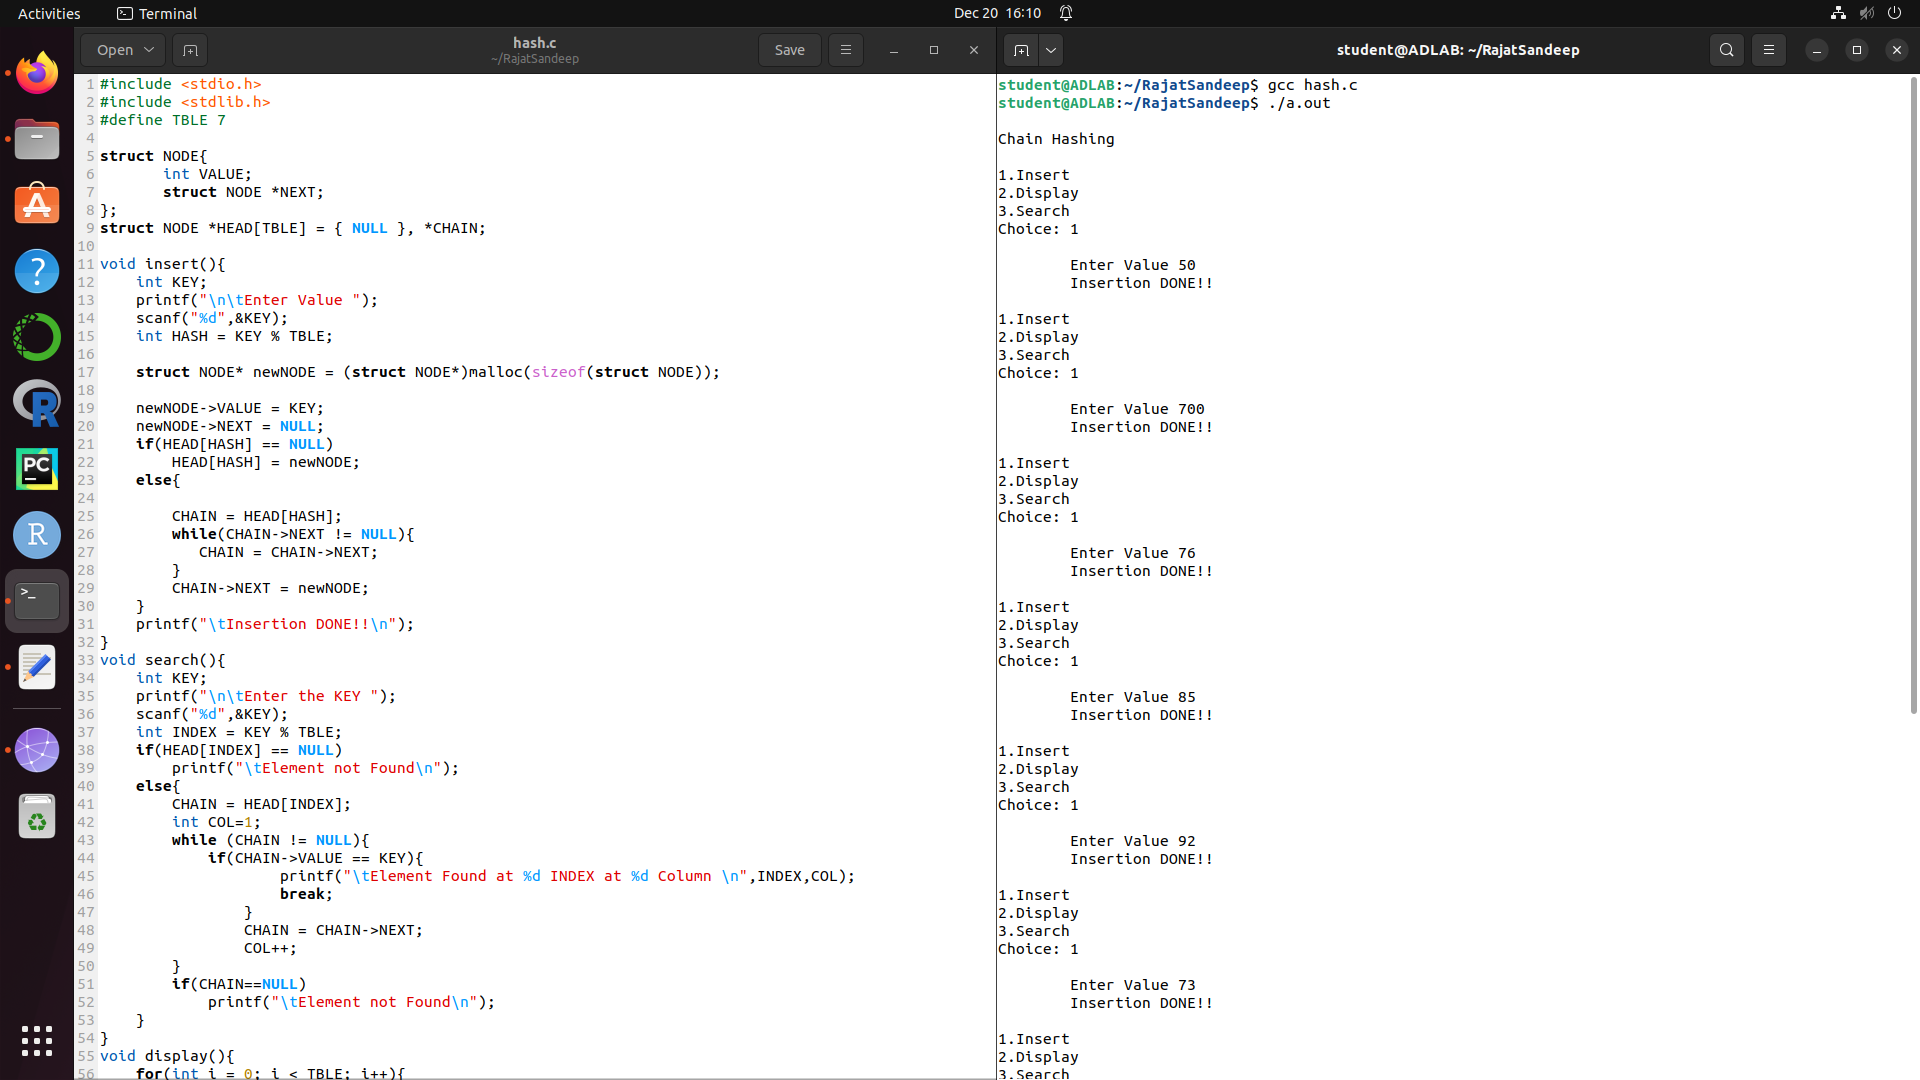 Activities
Terminal
Dec 20 16:10
Open
hash.c
~/RajatSandeep
Save
student@ADLAB: ~/RajatSandeep
1 #include <stdio.h>
2 #include <stdlib.h>
3 #define TBLE 7
4
5 struct NODE{
6 int VALUE;
7 struct NODE *NEXT;
8 };
9 struct NODE *HEAD[TBLE] = { NULL }, *CHAIN;
10
11 void insert(){
12 int KEY;
13 printf("\n\tEnter Value ");
14 scanf("%d",&KEY);
15 int HASH = KEY % TBLE;
16
17 struct NODE* newNODE = (struct NODE*)malloc(sizeof(struct NODE));
18
19 newNODE->VALUE = KEY;
20 newNODE->NEXT = NULL;
21 if(HEAD[HASH] == NULL)
22 HEAD[HASH] = newNODE;
23 else{
24
25 CHAIN = HEAD[HASH];
26 while(CHAIN->NEXT != NULL){
27 CHAIN = CHAIN->NEXT;
28 }
29 CHAIN->NEXT = newNODE;
30 }
31 printf("\tInsertion DONE!!\n");
32 }
33 void search(){
34 int KEY;
35 printf("\n\tEnter the KEY ");
36 scanf("%d",&KEY);
37 int INDEX = KEY % TBLE;
38 if(HEAD[INDEX] == NULL)
39 printf("\tElement not Found\n");
40 else{
41 CHAIN = HEAD[INDEX];
42 int COL=1;
43 while (CHAIN != NULL){
44 if(CHAIN->VALUE == KEY){
45 printf("\tElement Found at %d INDEX at %d Column \n",INDEX,COL);
46 break;
47 }
48 CHAIN = CHAIN->NEXT;
49 COL++;
50 }
51 if(CHAIN==NULL)
52 printf("\tElement not Found\n");
53 }
54 }
55 void display(){
56 for(int i = 0; i < TBLE; i++){
student@ADLAB:~/RajatSandeep$ gcc hash.c
student@ADLAB:~/RajatSandeep$ ./a.out
Chain Hashing
1.Insert
2.Display
3.Search
Choice: 1
Enter Value 50
Insertion DONE!!
1.Insert
2.Display
3.Search
Choice: 1
Enter Value 700
Insertion DONE!!
1.Insert
2.Display
3.Search
Choice: 1
Enter Value 76
Insertion DONE!!
1.Insert
2.Display
3.Search
Choice: 1
Enter Value 85
Insertion DONE!!
1.Insert
2.Display
3.Search
Choice: 1
Enter Value 92
Insertion DONE!!
1.Insert
2.Display
3.Search
Choice: 1
Enter Value 73
Insertion DONE!!
1.Insert
2.Display
3.Search
A
?
R
PC
R
>_